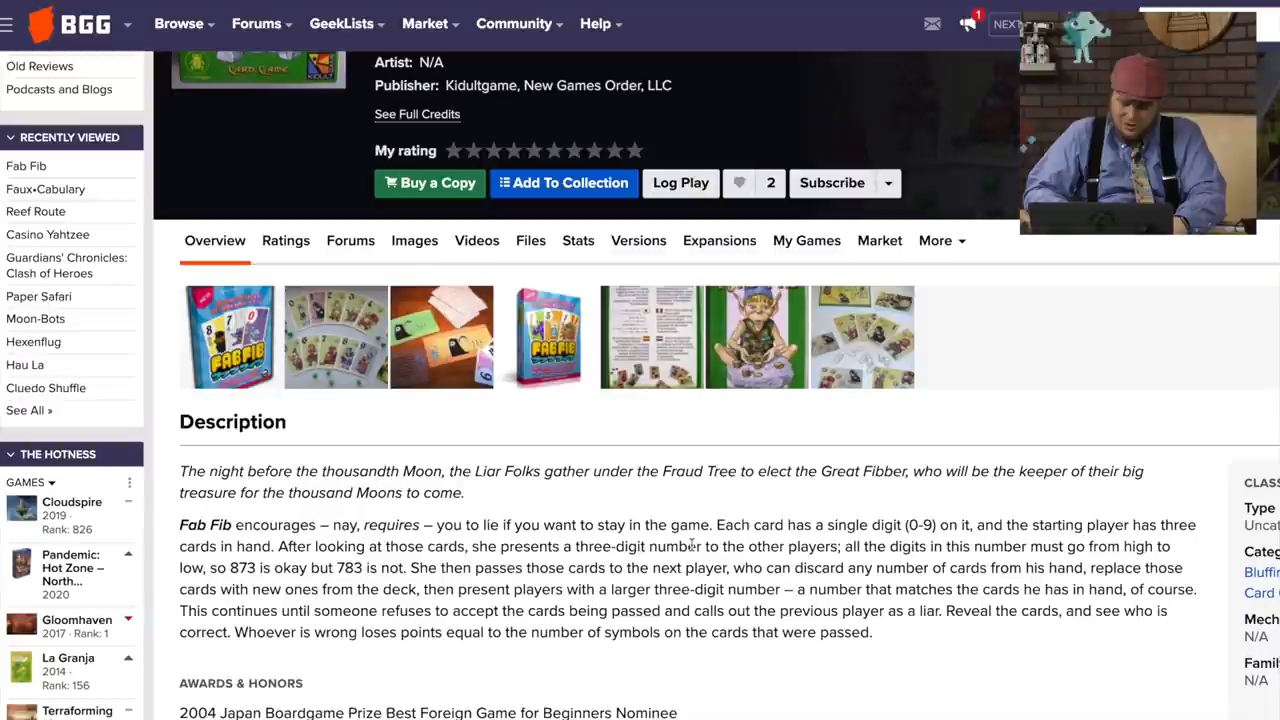 BGG
Browse
Forums
GeekLists
Market
Community
Help
1
NEXT
Old Reviews
Podcasts and Blogs
RECENTLY VIEWED
Fab Fib
Faux•Cabulary
Reef Route
Casino Yahtzee
Guardians' Chronicles:
Clash of Heroes
Paper Safari
Moon-Bots
Hexenflug
Hau La
Cluedo Shuffle
See All »
THE HOTNESS
GAMES
Cloudspire
2019 ·
Rank: 826
Pandemic:
Hot Zone –
North...
2020
Gloomhaven
2017 · Rank: 1
La Granja
2014 ·
Rank: 156
Terraforming
CARD GAME
KIDULT
Artist: N/A
Publisher: Kidultgame, New Games Order, LLC
See Full Credits
My rating
Buy a Copy
Add To Collection
Log Play
2
Subscribe
Overview
Ratings
Forums
Images
Videos
Files
Stats
Versions
Expansions
My Games
Market
More
8 7 0
FABFIB
FABFIB
Description
The night before the thousandth Moon, the Liar Folks gather under the Fraud Tree to elect the Great Fibber, who will be the keeper of their big
treasure for the thousand Moons to come.
Fab Fib encourages – nay, requires – you to lie if you want to stay in the game. Each card has a single digit (0-9) on it, and the starting player has three
cards in hand. After looking at those cards, she presents a three-digit number to the other players; all the digits in this number must go from high to
low, so 873 is okay but 783 is not. She then passes those cards to the next player, who can discard any number of cards from his hand, replace those
cards with new ones from the deck, then present players with a larger three-digit number – a number that matches the cards he has in hand, of course.
This continues until someone refuses to accept the cards being passed and calls out the previous player as a liar. Reveal the cards, and see who is
correct. Whoever is wrong loses points equal to the number of symbols on the cards that were passed.
AWARDS & HONORS
2004 Japan Boardgame Prize Best Foreign Game for Beginners Nominee
CLASS
Type
Uncat
Categ
Bluffin
Card
Mech
N/A
Famil
N/A